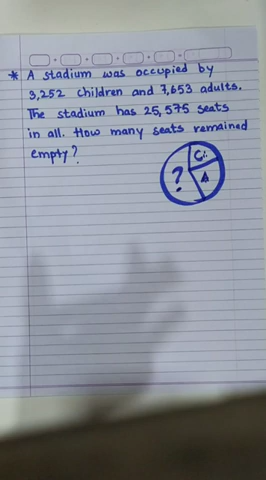 * A stadium was occupied by
3,252 children and 7,653 adults.
The stadium has 25,575 seats
in all. How many seats remained
empty?
?
A